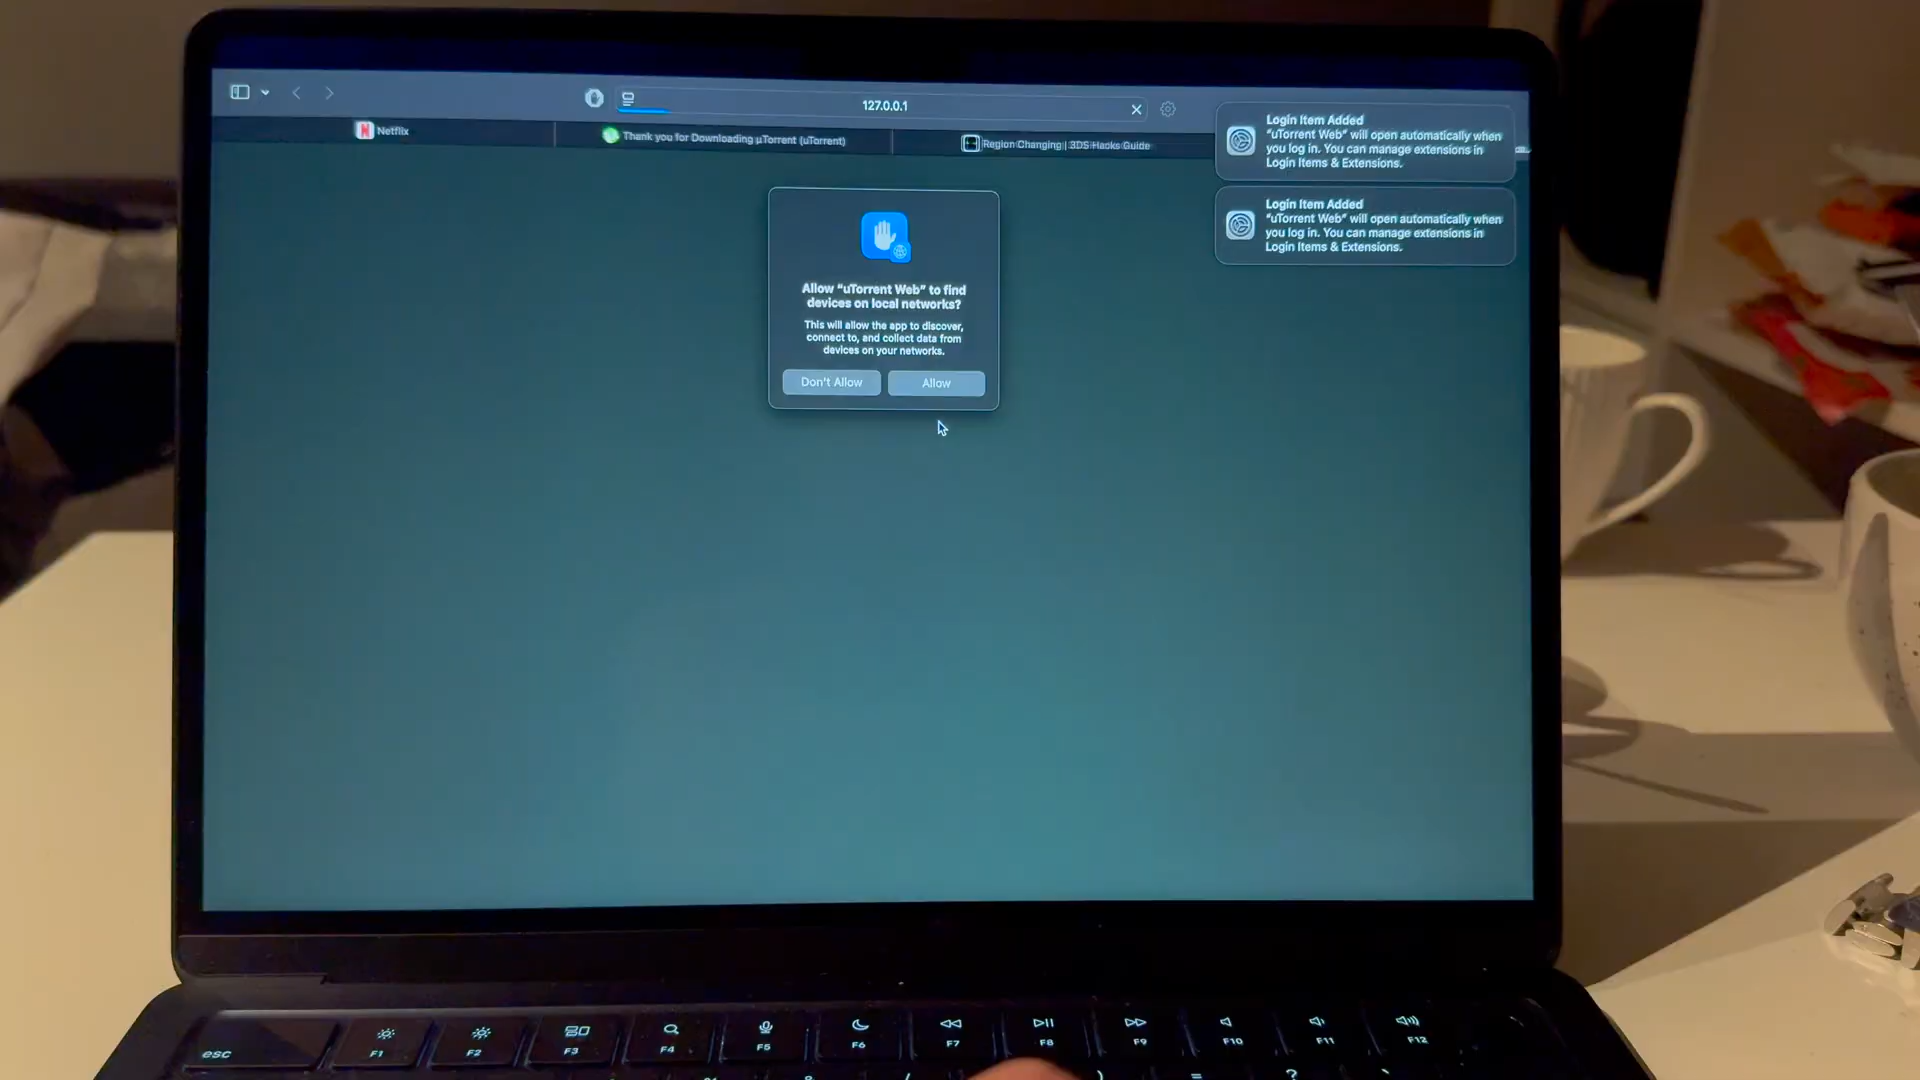 127.0.0.1
Netflix
Thank you for Downloading µTorrent (uTorrent)
Region Changing | 3DS Hacks Guide
Login Item Added
“uTorrent Web” will open automatically when
you log in. You can manage extensions in
Login Items & Extensions.
Login Item Added
“uTorrent Web” will open automatically when
you log in. You can manage extensions in
Login Items & Extensions.
Allow “uTorrent Web” to find
devices on local networks?
This will allow the app to discover,
connect to, and collect data from
devices on your networks.
Don't Allow
Allow
esc
F1
F2
F3
F4
F5
F6
F7
F8
F9
F10
F11
F12